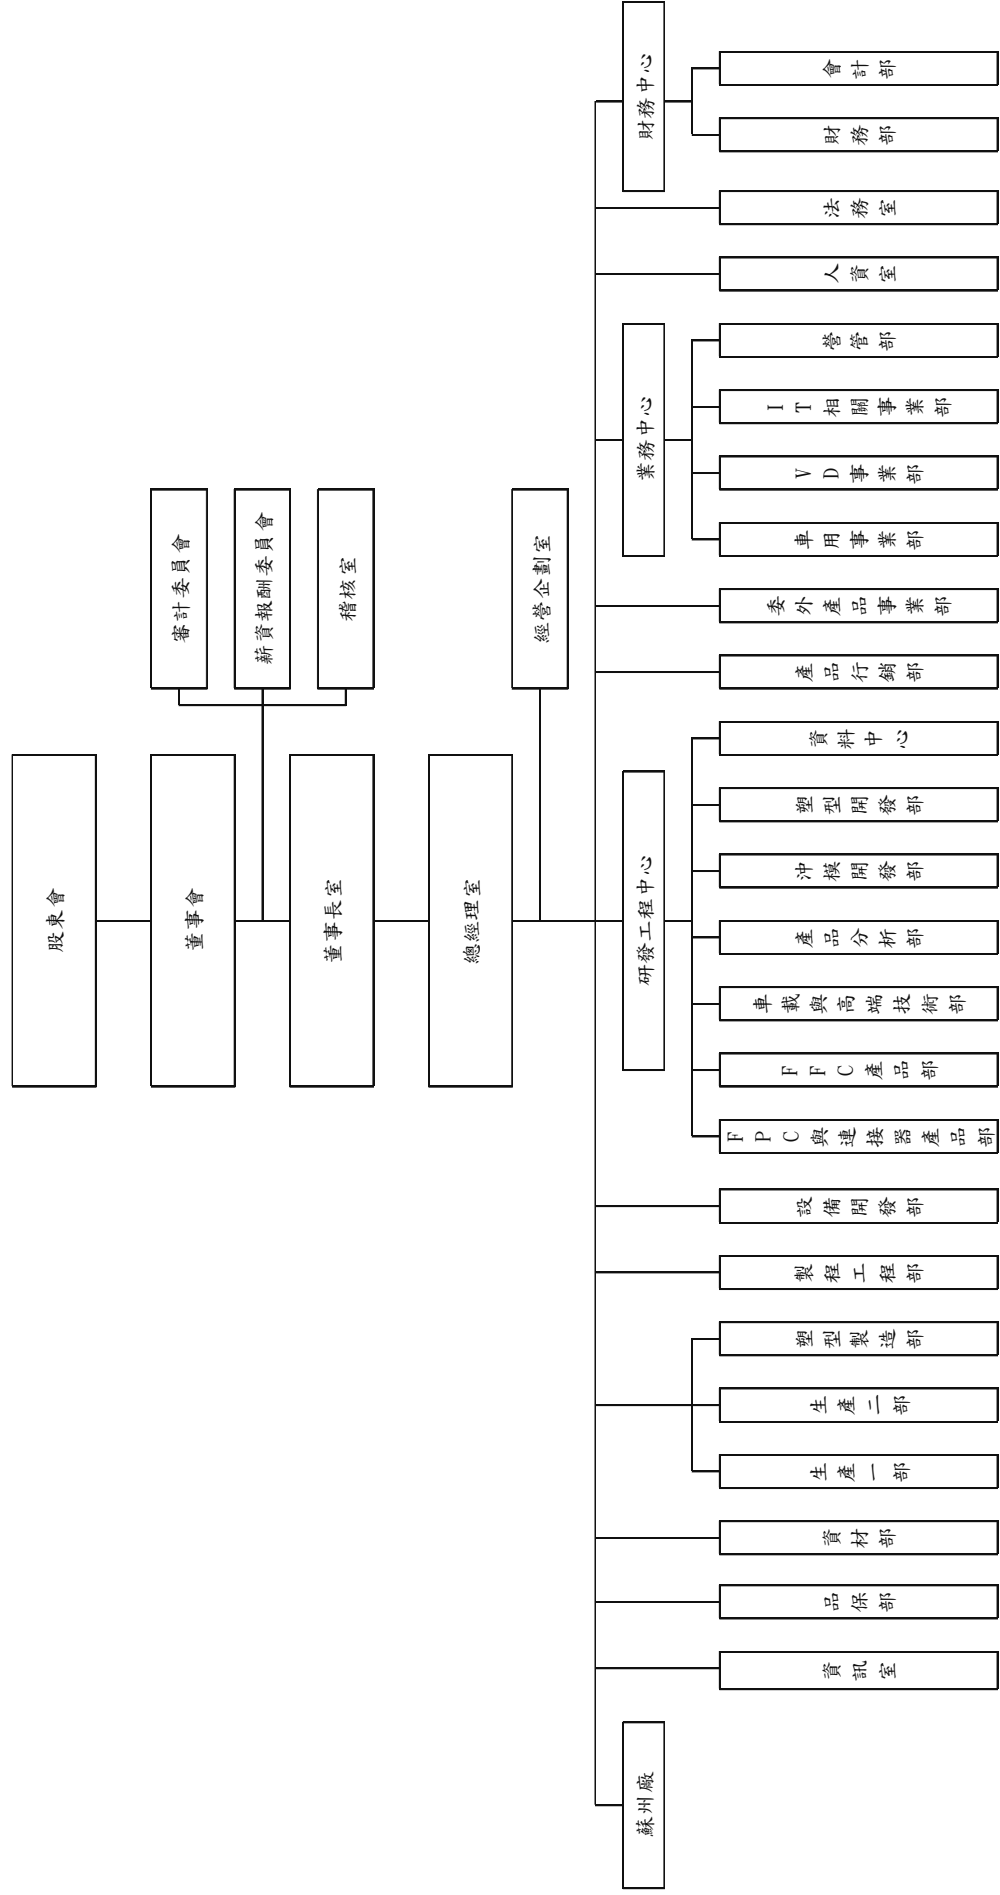 股東會
董事會
審計委員會
薪資報酬委員會
稽核室
董事長室
總經理室
經營企劃室
蘇州廠
資訊室
品保部
資材部
生產一部
生產二部
塑型製造部
製程工程部
設備開發部
研發工程中心
FPC與連接器產品部
FFC產品部
車載與高端技術部
產品分析部
沖模開發部
塑型開發部
資料中心
產品行銷部
委外產品事業部
業務中心
車用事業部
VD事業部
IT相關事業部
營管部
人資室
法務室
財務中心
財務部
會計部